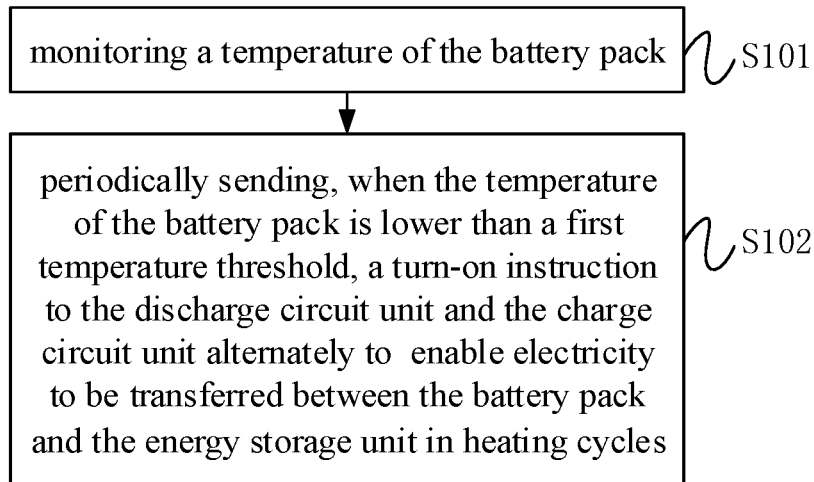 monitoring a temperature of the battery pack
S101
periodically sending, when the temperature
of the battery pack is lower than a first
temperature threshold, a turn-on instruction
to the discharge circuit unit and the charge
circuit unit alternately to enable electricity
to be transferred between the battery pack
and the energy storage unit in heating cycles
S102